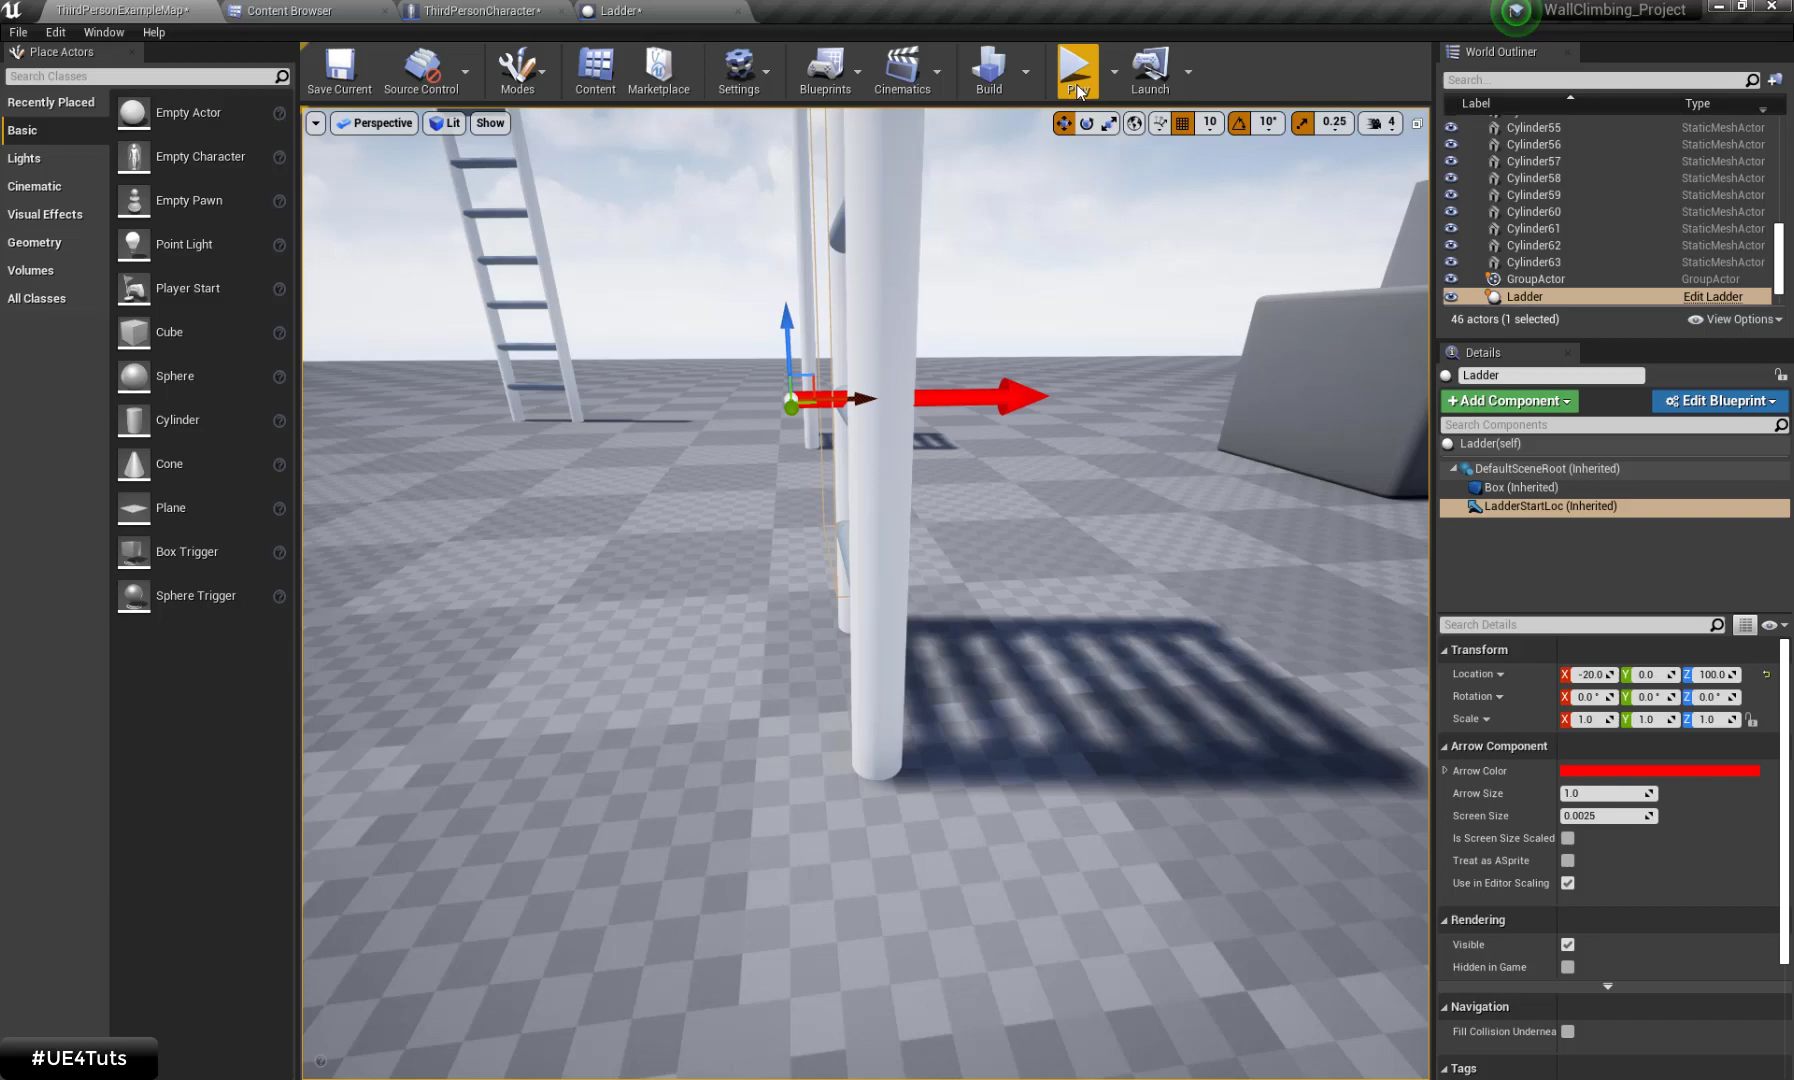 ThirdPersonExampleMap*
Content Browser
ThirdPersonCharacter*
Ladder*
WallClimbing_Project
File
Edit
Window
Help
Place Actors
Search Classes
Recently Placed
Basic
Lights
Cinematic
Visual Effects
Geometry
Volumes
All Classes
Empty Actor
Empty Character
Empty Pawn
Point Light
Player Start
Cube
Sphere
Cylinder
Cone
Plane
Box Trigger
Sphere Trigger
Save Current
Source Control
Modes
Content
Marketplace
Settings
Blueprints
Cinematics
Build
Play
Launch
Perspective
Lit
Show
10
10°
0.25
4
World Outliner
Search...
Label
Type
Cylinder55 StaticMeshActor
Cylinder56 StaticMeshActor
Cylinder57 StaticMeshActor
Cylinder58 StaticMeshActor
Cylinder59 StaticMeshActor
Cylinder60 StaticMeshActor
Cylinder61 StaticMeshActor
Cylinder62 StaticMeshActor
Cylinder63 StaticMeshActor
GroupActor GroupActor
Ladder Edit Ladder
46 actors (1 selected)
View Options
Details
Ladder
+Add Component
Edit Blueprint
Search Components
Ladder(self)
DefaultSceneRoot (Inherited)
Box (Inherited)
LadderStartLoc (Inherited)
Search Details
Transform
Location X -20.0 Y 0.0 Z 100.0
Rotation X 0.0° Y 0.0° Z 0.0°
Scale X 1.0 Y 1.0 Z 1.0
Arrow Component
Arrow Color
Arrow Size 1.0
Screen Size 0.0025
Is Screen Size Scaled
Treat as ASprite
Use in Editor Scaling
Rendering
Visible
Hidden in Game
Navigation
Fill Collision Undernea
Tags
#UE4Tuts